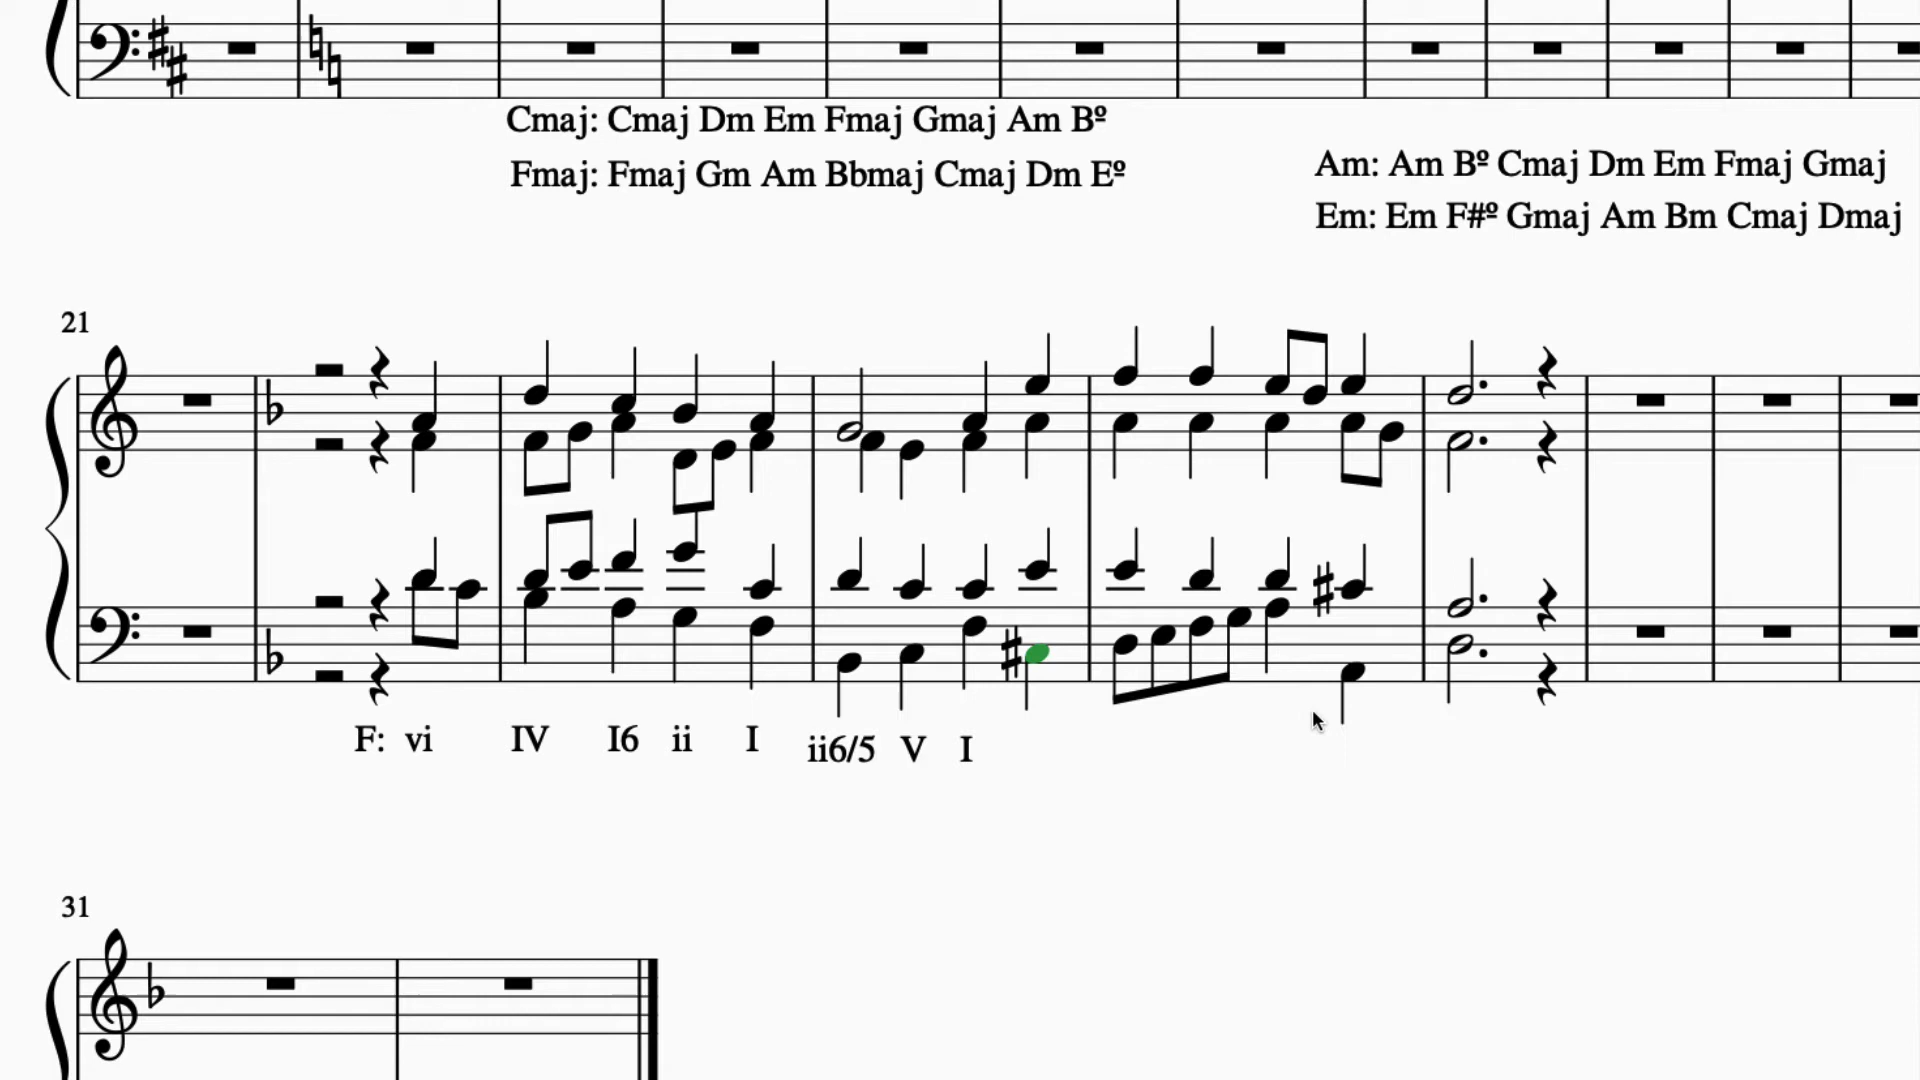 Cmaj: Cmaj Dm Em Fmaj Gmaj Am Bº
Fmaj: Fmaj Gm Am Bbmaj Cmaj Dm Eº
Am: Am Bº Cmaj Dm Em Fmaj Gmaj
Em: Em F#º Gmaj Am Bm Cmaj Dmaj
21
F: vi IV I6 ii I ii6/5 V I
31